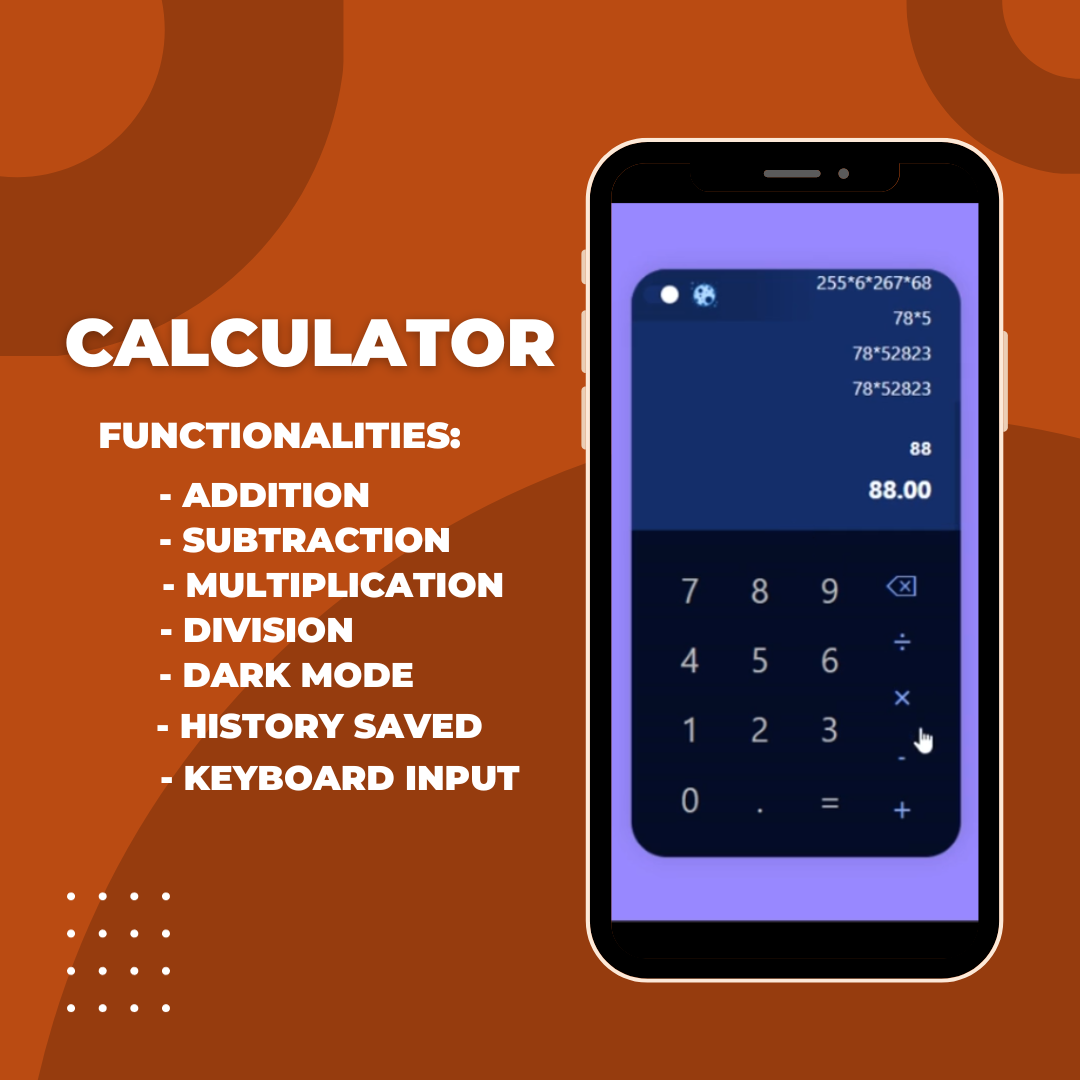 CALCULATOR
FUNCTIONALITIES:
- ADDITION
- SUBTRACTION
- MULTIPLICATION
- DIVISION
- DARK MODE
- HISTORY SAVED
- KEYBOARD INPUT
255*6*267*68
78*5
78*52823
78*52823
88
88.00
7 8 9
÷
4 5 6
×
1 2 3
-
0 . =
+